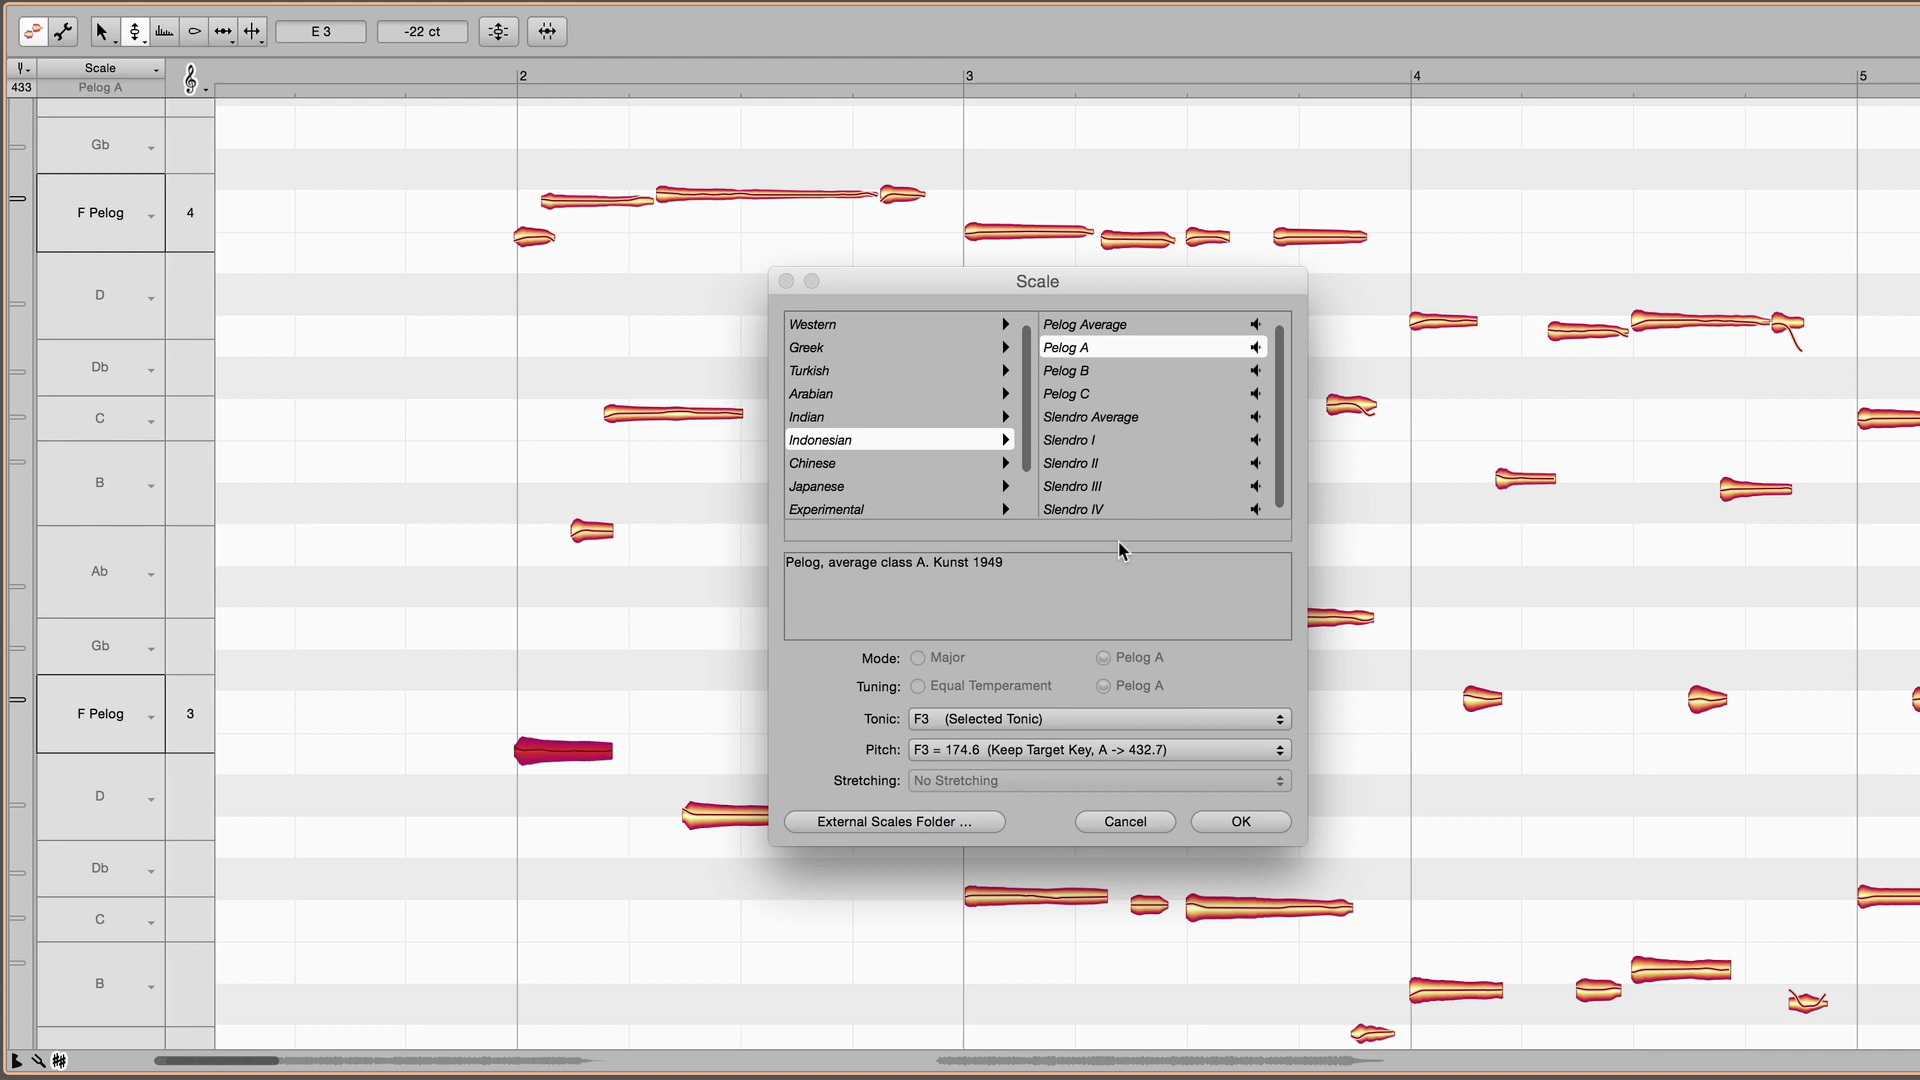 E 3
-22 ct
Scale
433
Pelog A
2
3
4
5
Gb
F Pelog
4
D
Db
C
B
Ab
Gb
F Pelog
3
D
Db
C
B
Scale
Western
Greek
Turkish
Arabian
Indian
Indonesian
Chinese
Japanese
Experimental
Pelog Average
Pelog A
Pelog B
Pelog C
Slendro Average
Slendro I
Slendro II
Slendro III
Slendro IV
Pelog, average class A. Kunst 1949
Mode: Major Pelog A
Tuning: Equal Temperament Pelog A
Tonic: F3 (Selected Tonic)
Pitch: F3 = 174.6 (Keep Target Key, A -> 432.7)
Stretching: No Stretching
External Scales Folder ...
Cancel
OK